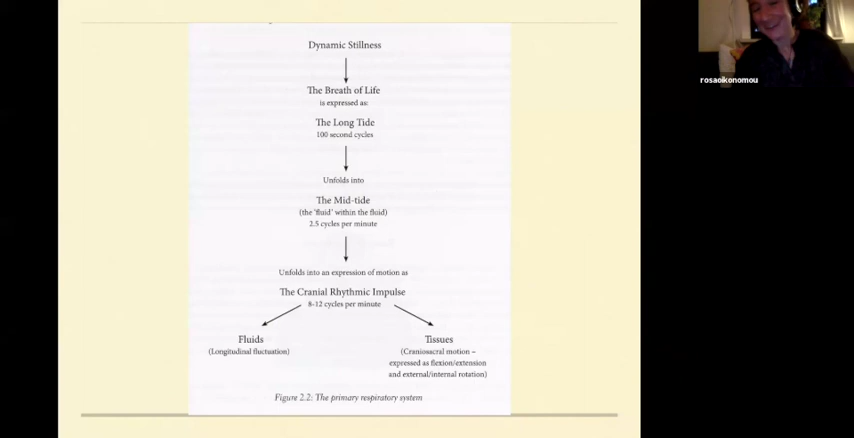 Dynamic Stillness
The Breath of Life
is expressed as:
The Long Tide
100 second cycles
Unfolds into
The Mid-tide
(the 'fluid' within the fluid)
2.5 cycles per minute
Unfolds into an expression of motion as
The Cranial Rhythmic Impulse
8-12 cycles per minute
Fluids
(Longitudinal fluctuation)
Tissues
(Craniosacral motion –
expressed as flexion/extension
and external/internal rotation)
Figure 2.2: The primary respiratory system
rosaoikonomou